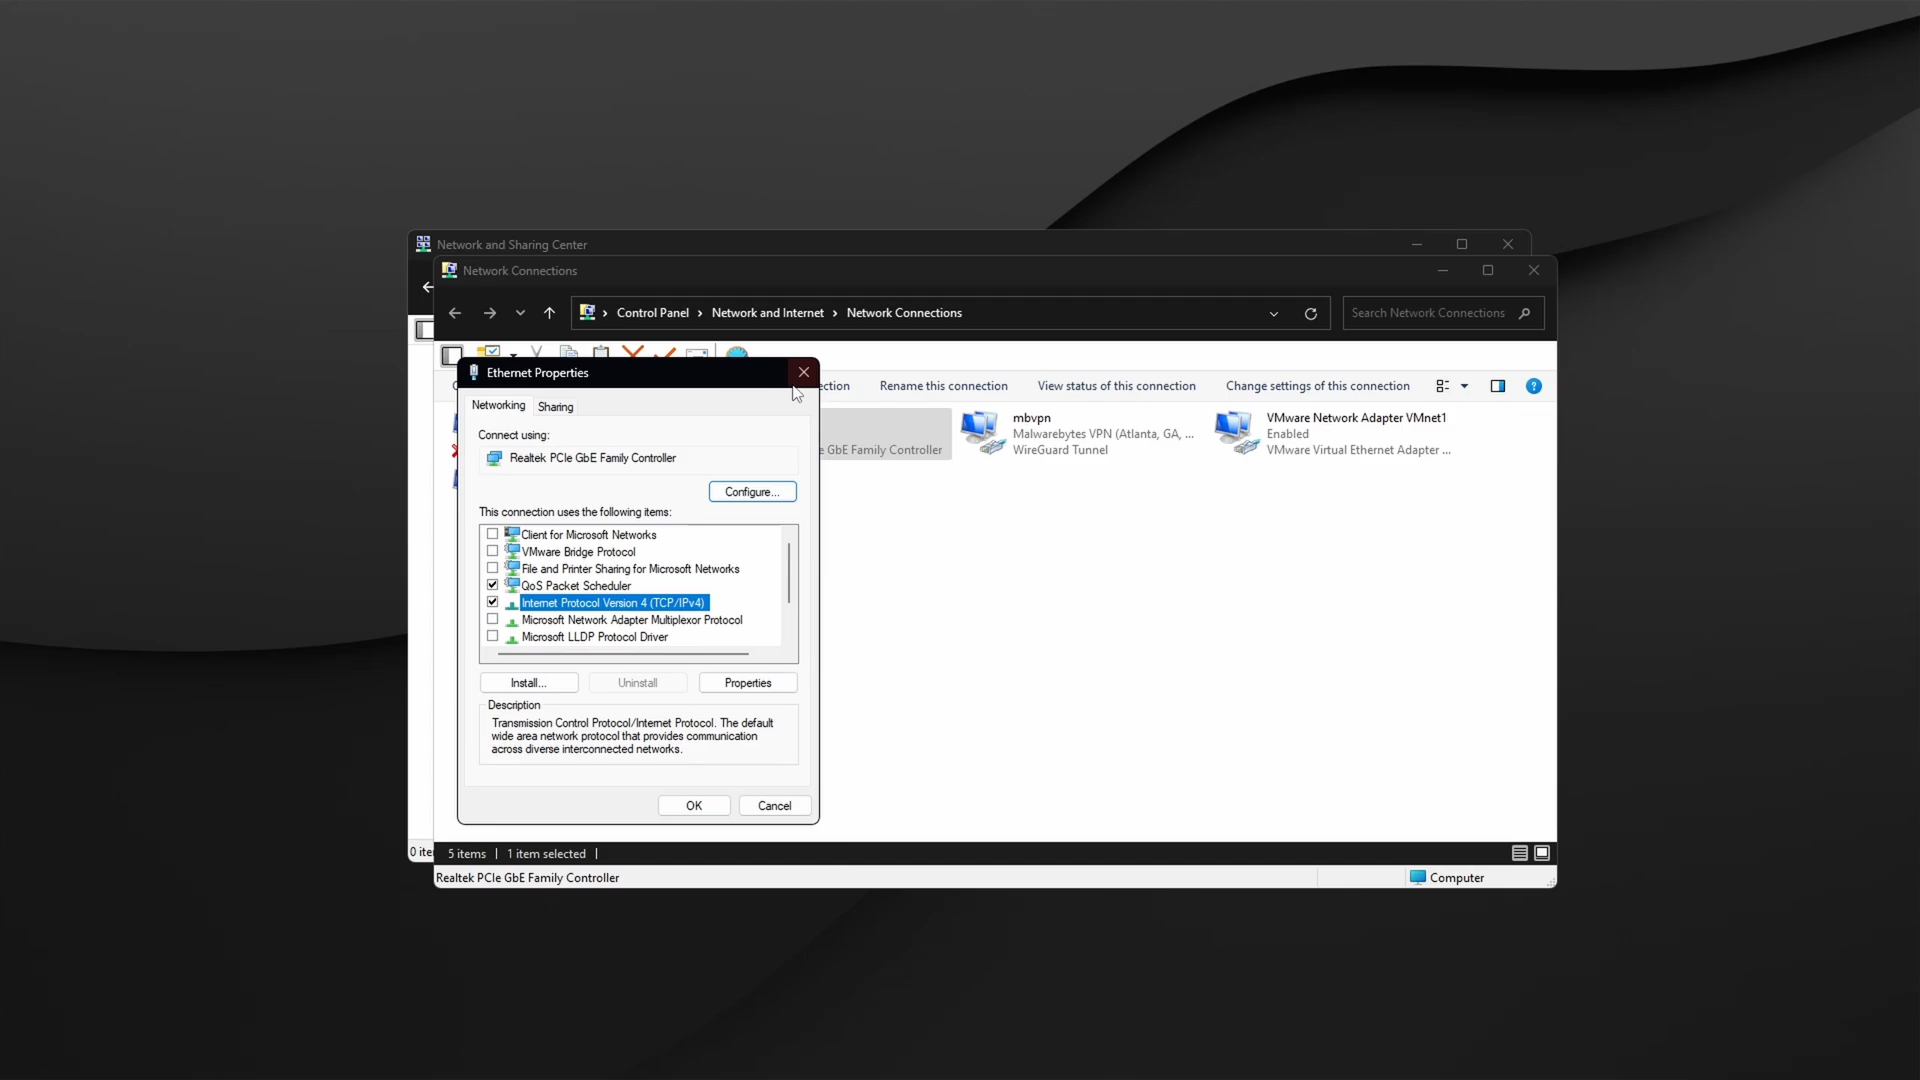 Network and Sharing Center
Network Connections
Control Panel > Network and Internet > Network Connections
Search Network Connections
Rename this connection
View status of this connection
Change settings of this connection
Ethernet Properties
Networking
Sharing
Connect using:
Realtek PCIe GbE Family Controller
Configure...
This connection uses the following items:
Client for Microsoft Networks
VMware Bridge Protocol
File and Printer Sharing for Microsoft Networks
QoS Packet Scheduler
Internet Protocol Version 4 (TCP/IPv4)
Microsoft Network Adapter Multiplexor Protocol
Microsoft LLDP Protocol Driver
Install...
Uninstall
Properties
Description
Transmission Control Protocol/Internet Protocol. The default
wide area network protocol that provides communication
across diverse interconnected networks.
OK
Cancel
GbE Family Controller
mbvpn
Malwarebytes VPN (Atlanta, GA, ...
WireGuard Tunnel
VMware Network Adapter VMnet1
Enabled
VMware Virtual Ethernet Adapter ...
5 items
1 item selected
Realtek PCIe GbE Family Controller
Computer